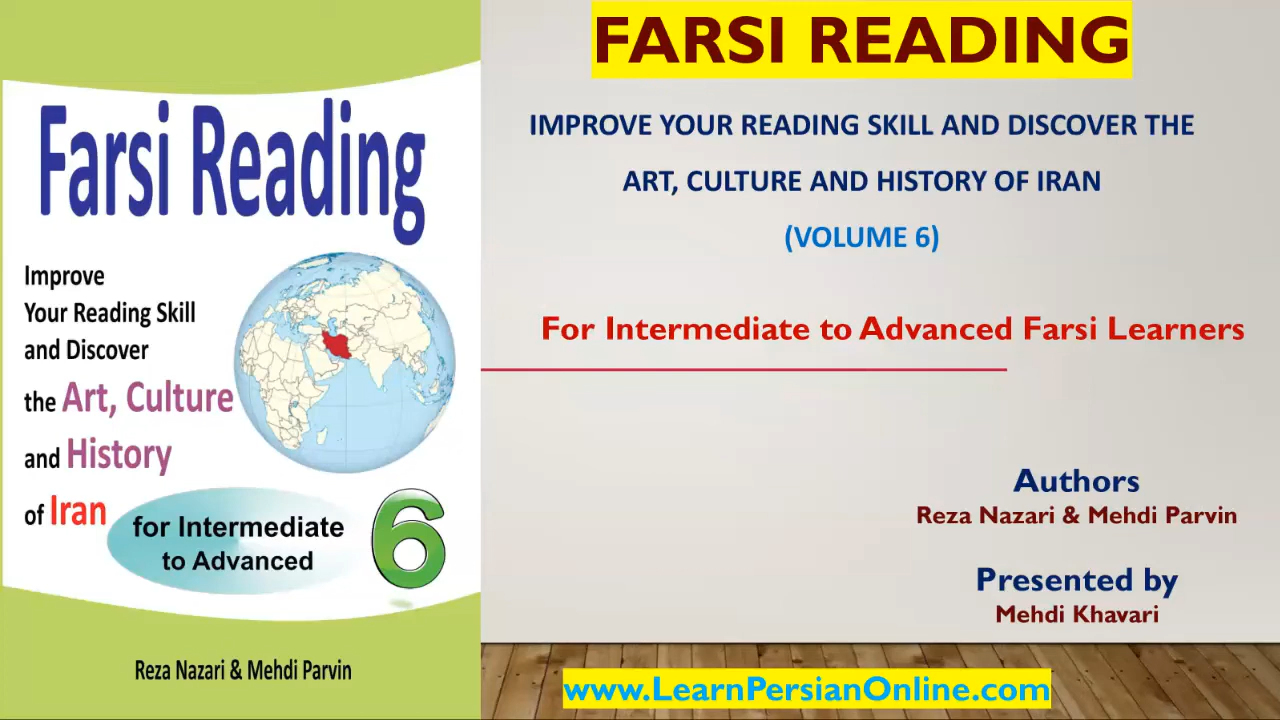 Farsi Reading
Improve
Your Reading Skill
and Discover
the Art, Culture
and History
of Iran
for Intermediate
to Advanced
6
Reza Nazari & Mehdi Parvin
FARSI READING
IMPROVE YOUR READING SKILL AND DISCOVER THE
ART, CULTURE AND HISTORY OF IRAN
(VOLUME 6)
For Intermediate to Advanced Farsi Learners
Authors
Reza Nazari & Mehdi Parvin
Presented by
Mehdi Khavari
www.LearnPersianOnline.com